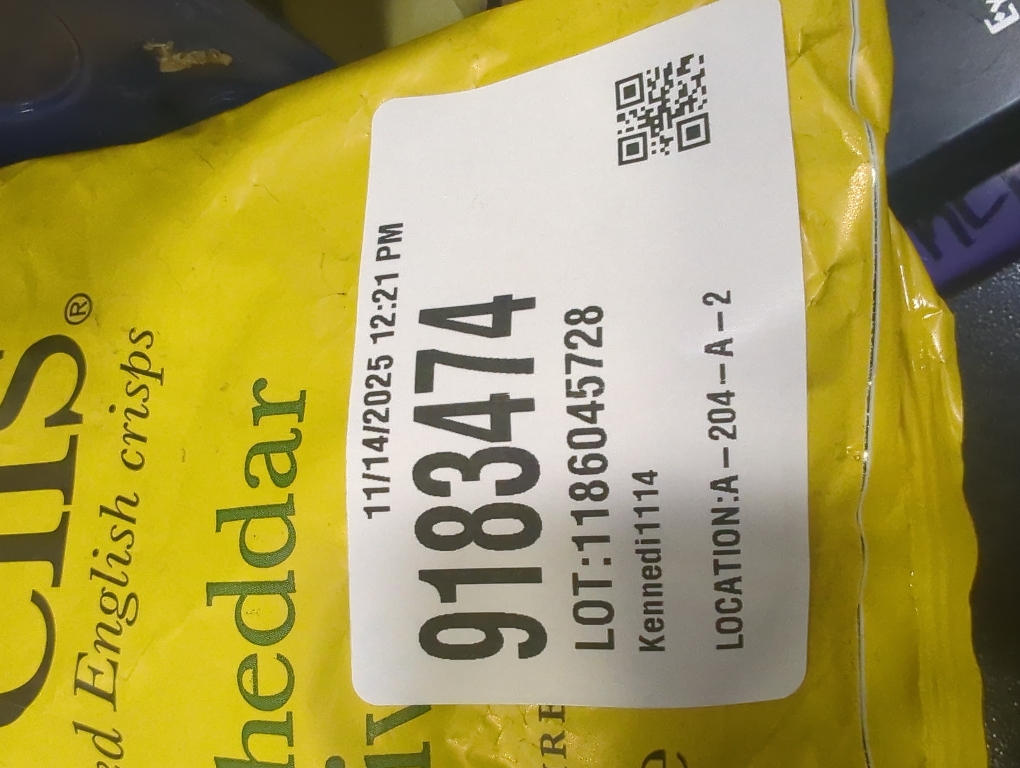 ®
ed English crisps
heddar
11/14/2025 12:21 PM
9183474
LOT:1186045728
Kennedi1114
LOCATION:A-204-A-2